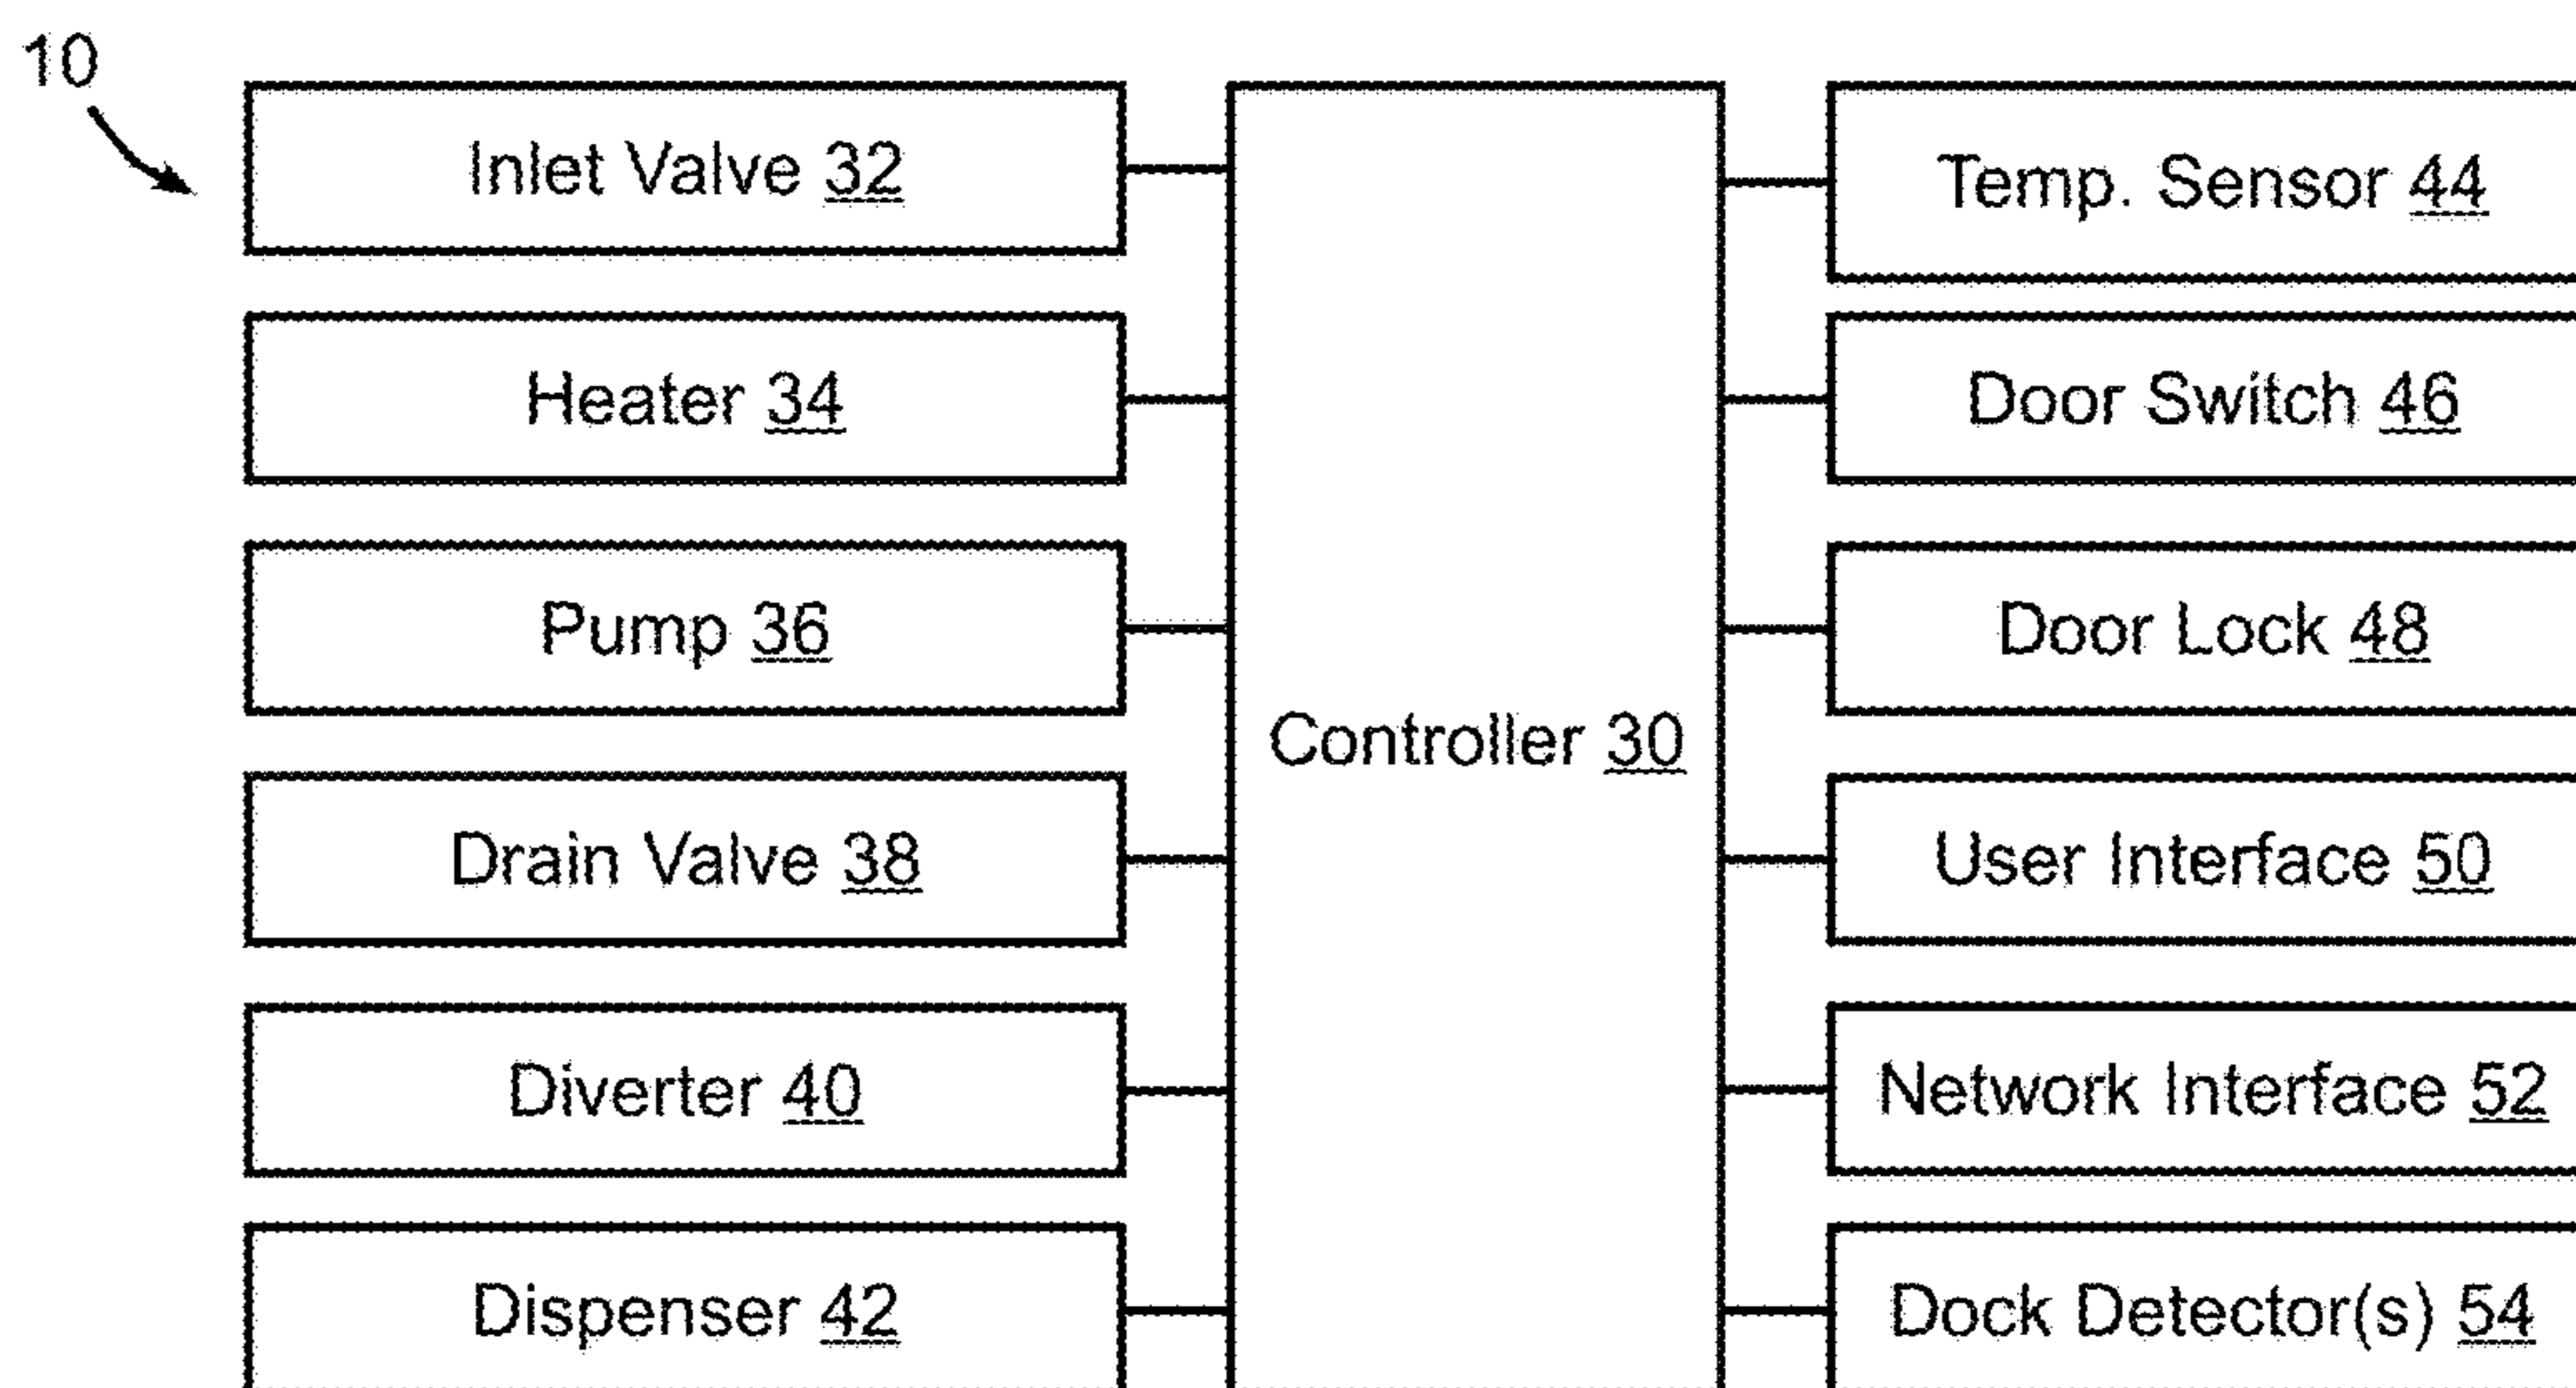 10
Inlet Valve 32
Heater 34
Pump 36
Drain Valve 38
Diverter 40
Dispenser 42
Controller 30
Temp. Sensor 44
Door Switch 46
Door Lock 48
User Interface 50
Network Interface 52
Dock Detector(s) 54